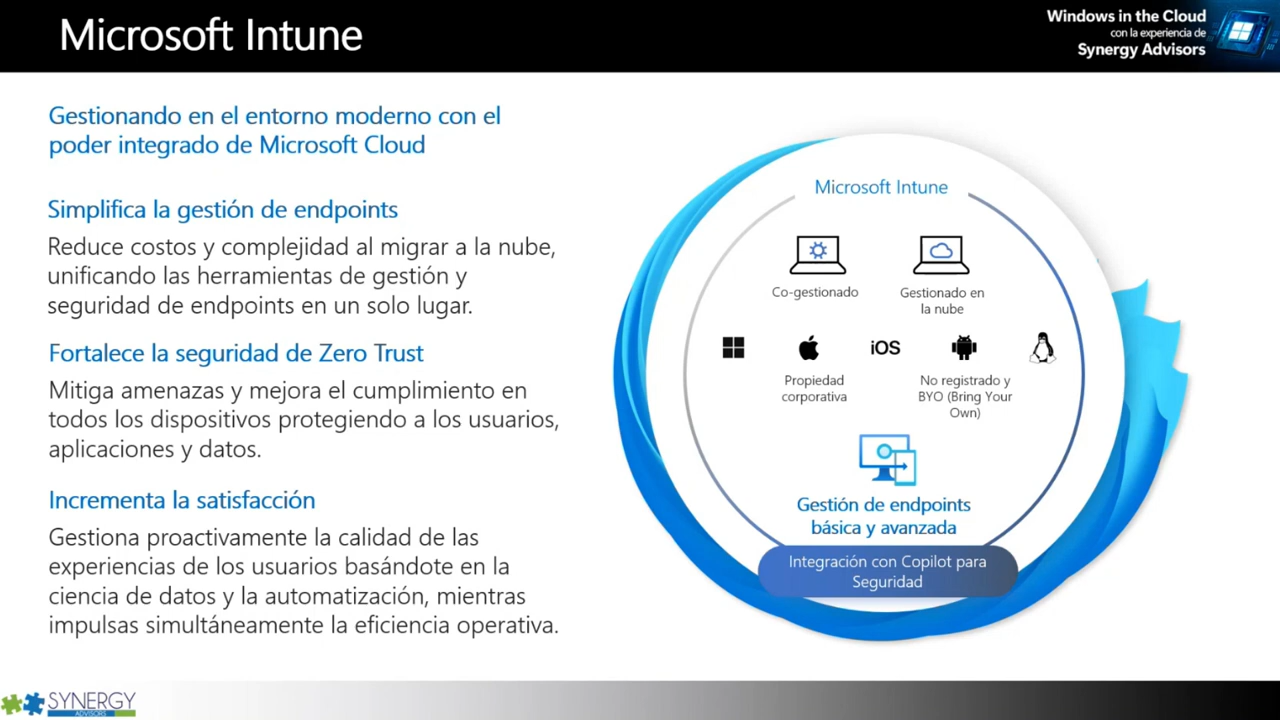 Microsoft Intune
Windows in the Cloud
con la experiencia de
Synergy Advisors
Gestionando en el entorno moderno con el
poder integrado de Microsoft Cloud
Simplifica la gestión de endpoints
Reduce costos y complejidad al migrar a la nube,
unificando las herramientas de gestión y
seguridad de endpoints en un solo lugar.
Fortalece la seguridad de Zero Trust
Mitiga amenazas y mejora el cumplimiento en
todos los dispositivos protegiendo a los usuarios,
aplicaciones y datos.
Incrementa la satisfacción
Gestiona proactivamente la calidad de las
experiencias de los usuarios basándote en la
ciencia de datos y la automatización, mientras
impulsas simultáneamente la eficiencia operativa.
Microsoft Intune
Co-gestionado
Gestionado en
la nube
iOS
Propiedad
corporativa
No registrado y
BYO (Bring Your
Own)
Gestión de endpoints
básica y avanzada
Integración con Copilot para
Seguridad
SYNERGY
ADVISORS